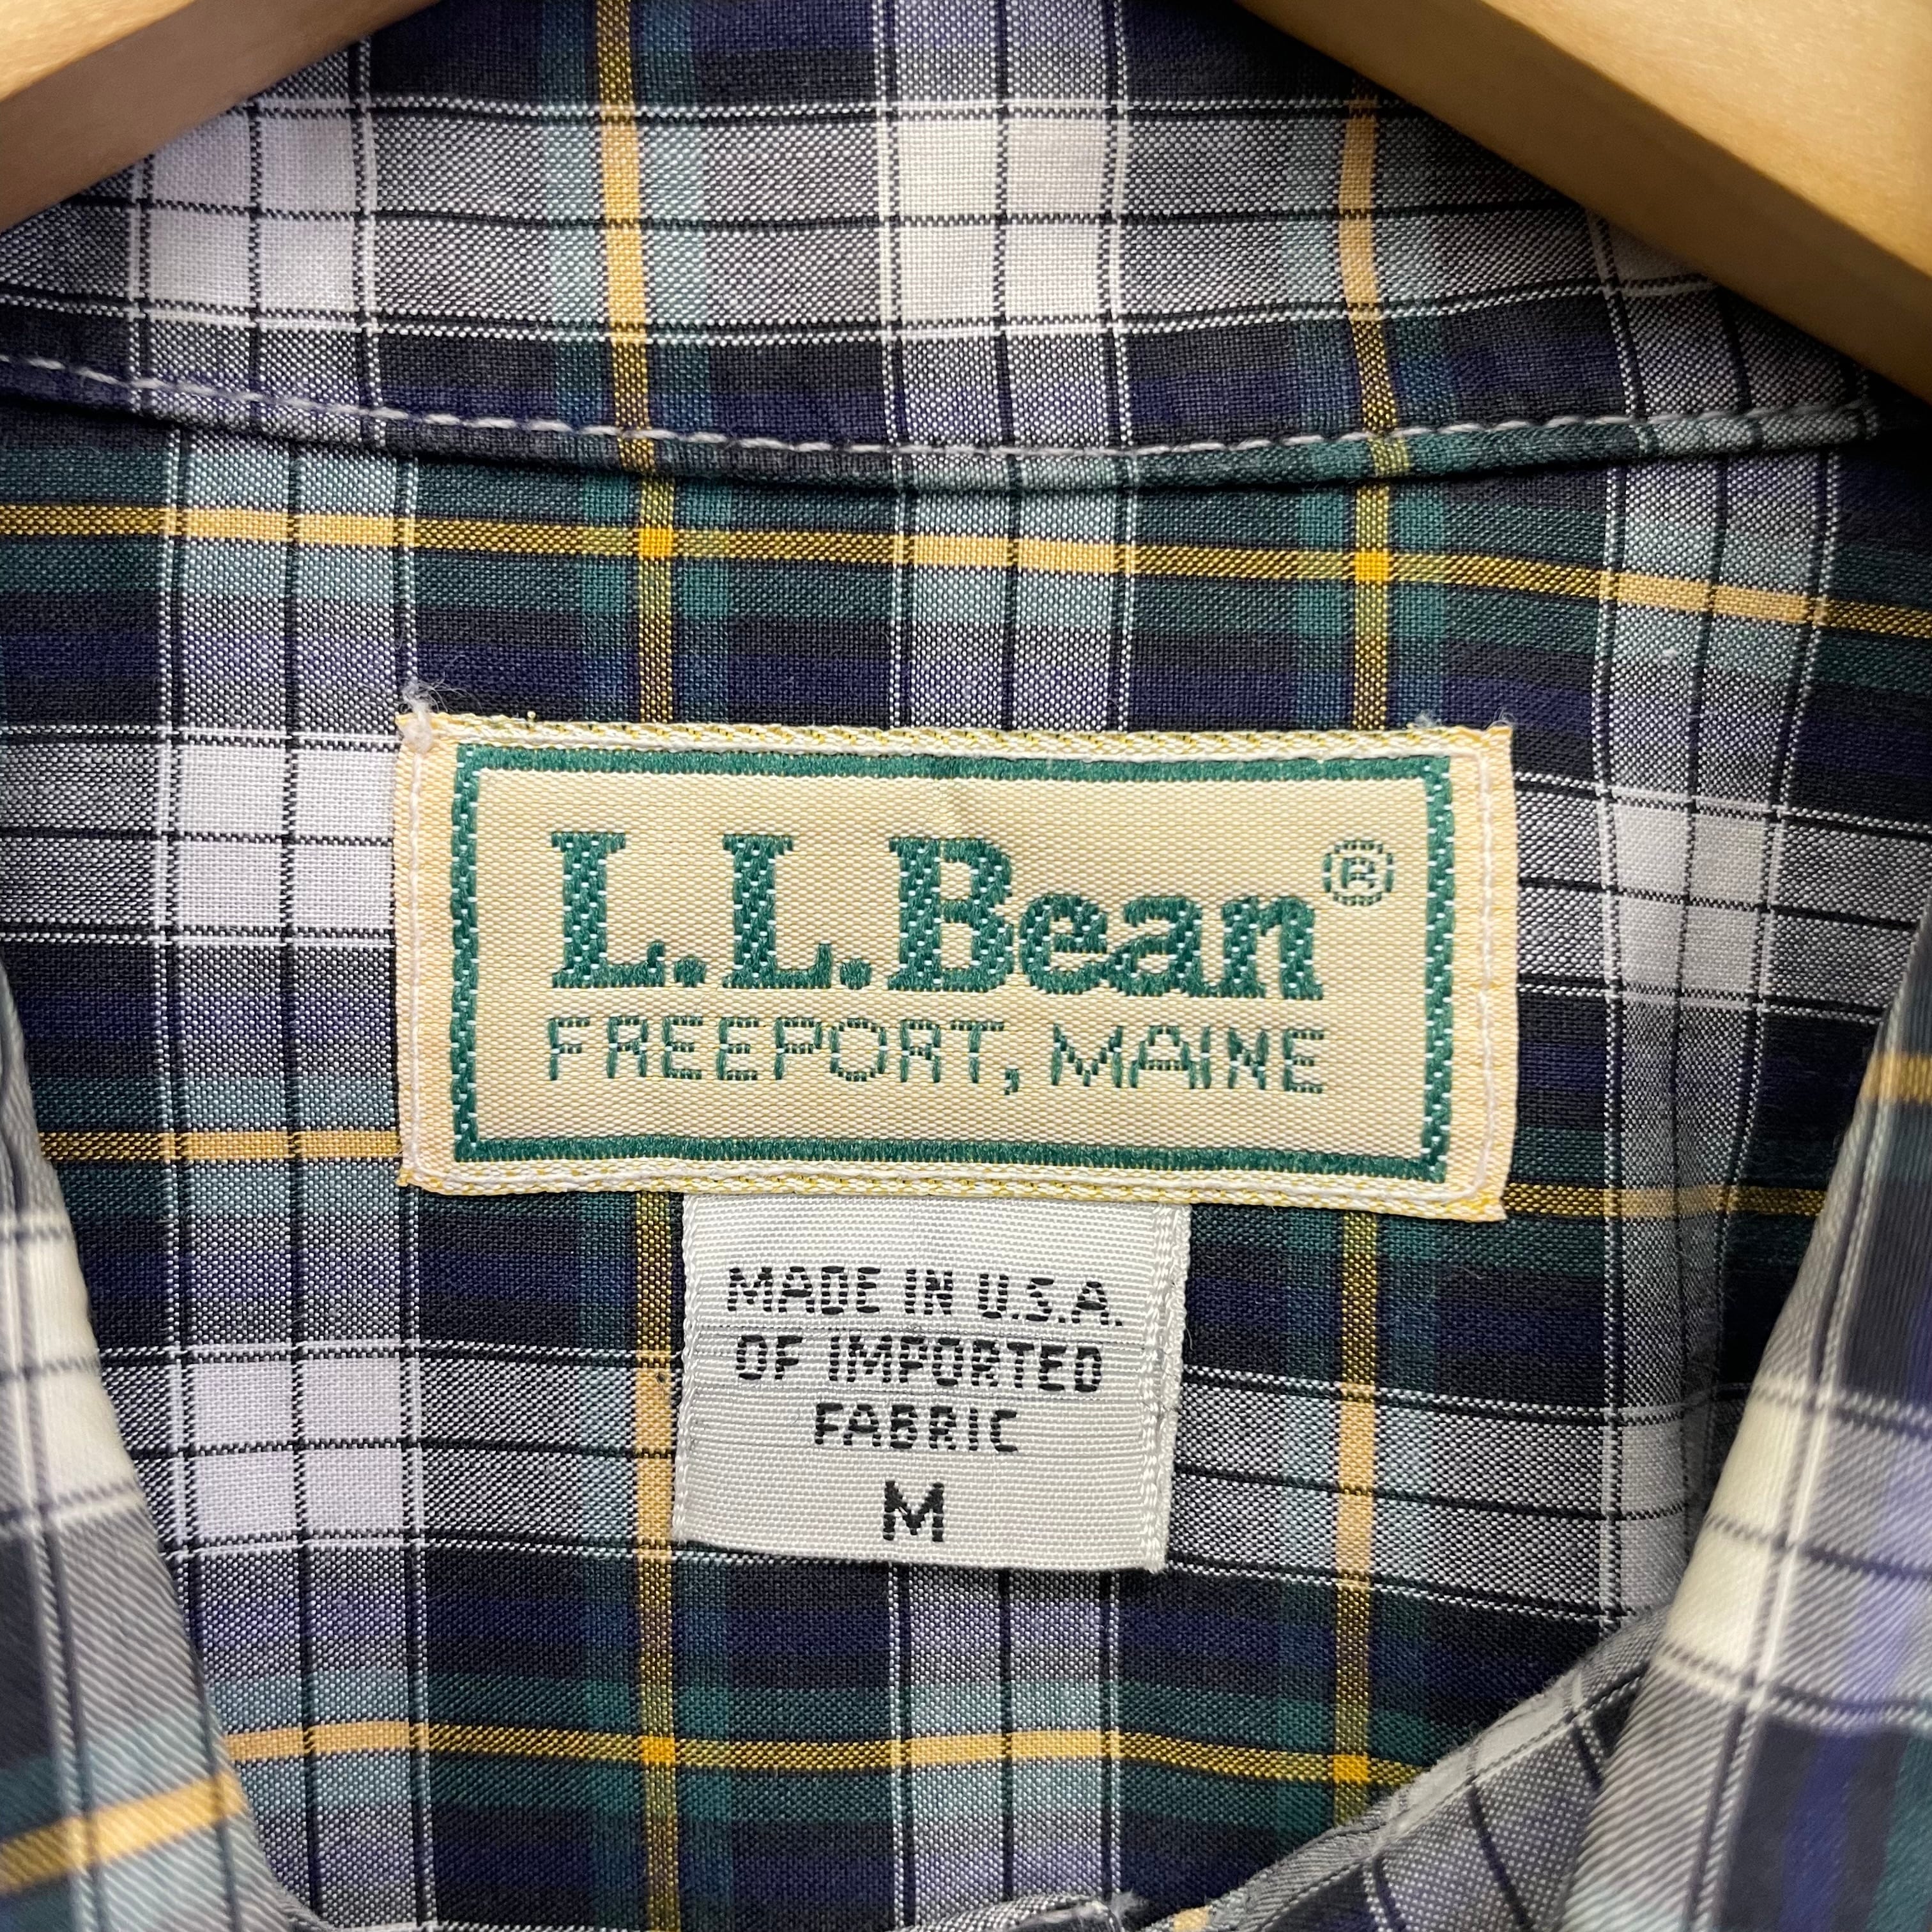 L.L.Bean®
FREEPORT, MAINE
MADE IN U.S.A.
OF IMPORTED
FABRIC
M